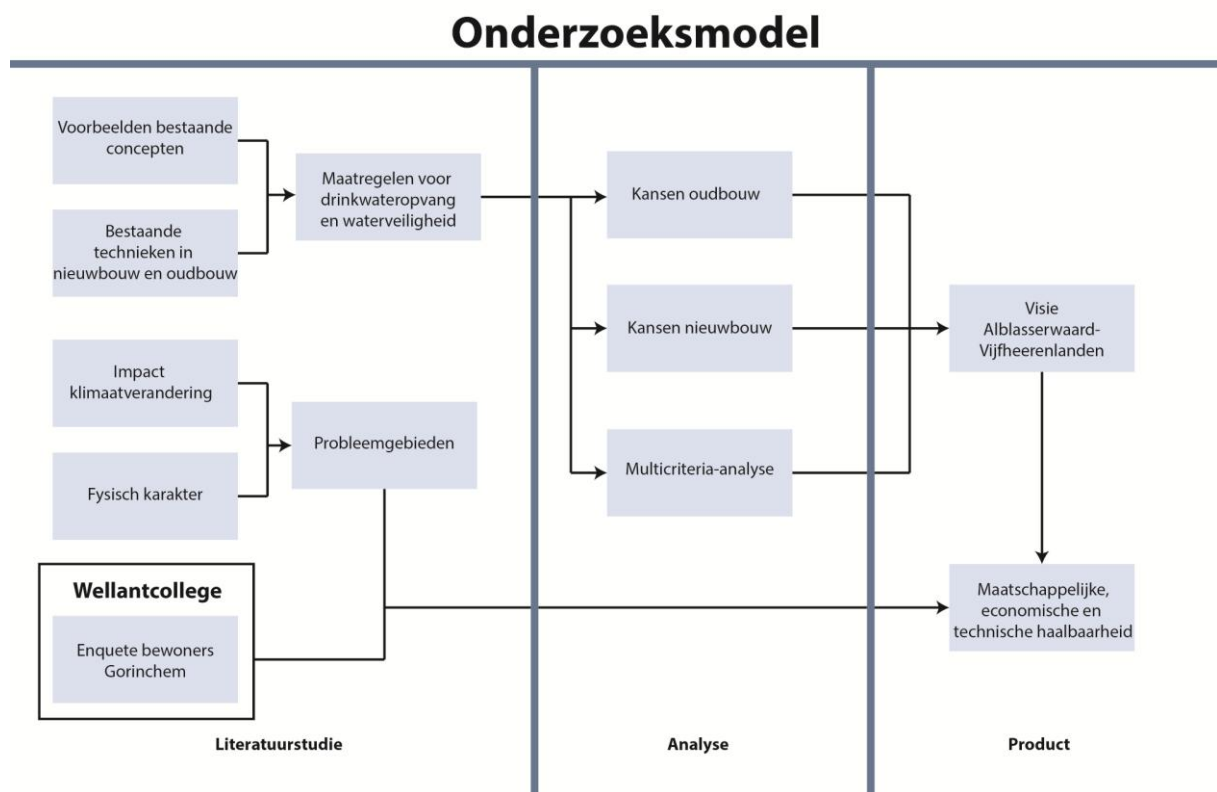 Onderzoeksmodel
Voorbeelden bestaande
concepten
Bestaande
technieken in
nieuwbouw en oudbouw
Maatregelen voor
drinkwateropvang
en waterveiligheid
Impact
klimaatverandering
Fysisch karakter
Probleemgebieden
Wellantcollege
Enquete bewoners
Gorinchem
Literatuurstudie
Kansen oudbouw
Kansen nieuwbouw
Multicriteria-analyse
Analyse
Visie
Alblasserwaard-
Vijfheerenlanden
Maatschappelijke,
economische en
technische haalbaarheid
Product